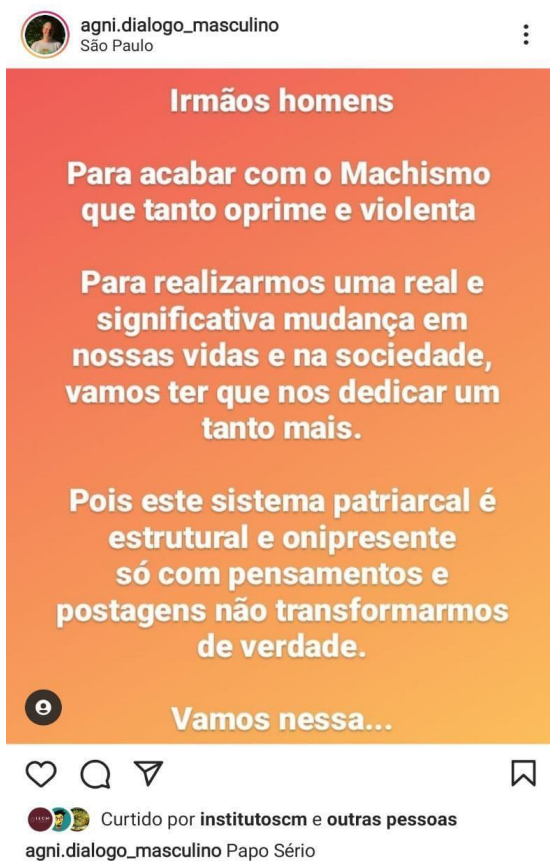 agni.dialogo_masculino
São Paulo
Irmãos homens
Para acabar com o Machismo
que tanto oprime e violenta
Para realizarmos uma real e
significativa mudança em
nossas vidas e na sociedade,
vamos ter que nos dedicar um
tanto mais.
Pois este sistema patriarcal é
estrutural e onipresente
só com pensamentos e
postagens não transformarmos
de verdade.
Vamos nessa...
Curtido por institutoscm e outras pessoas
agni.dialogo_masculino Papo Sério